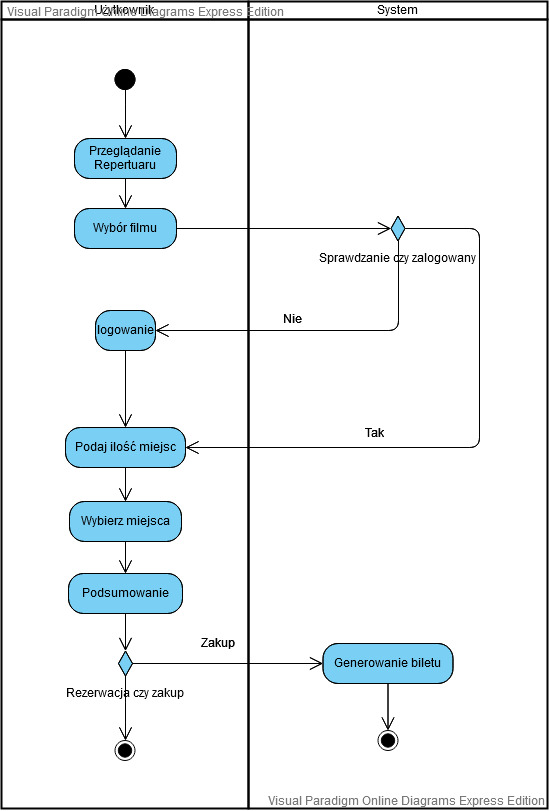 Visual Paradigm Online Diagrams Express Edition
Użytkownik
System
Przeglądanie
Repertuaru
Wybór filmu
Sprawdzanie czy zalogowany
Nie
logowanie
Tak
Podaj ilość miejsc
Wybierz miejsca
Podsumowanie
Zakup
Generowanie biletu
Rezerwacja czy zakup
Visual Paradigm Online Diagrams Express Edition